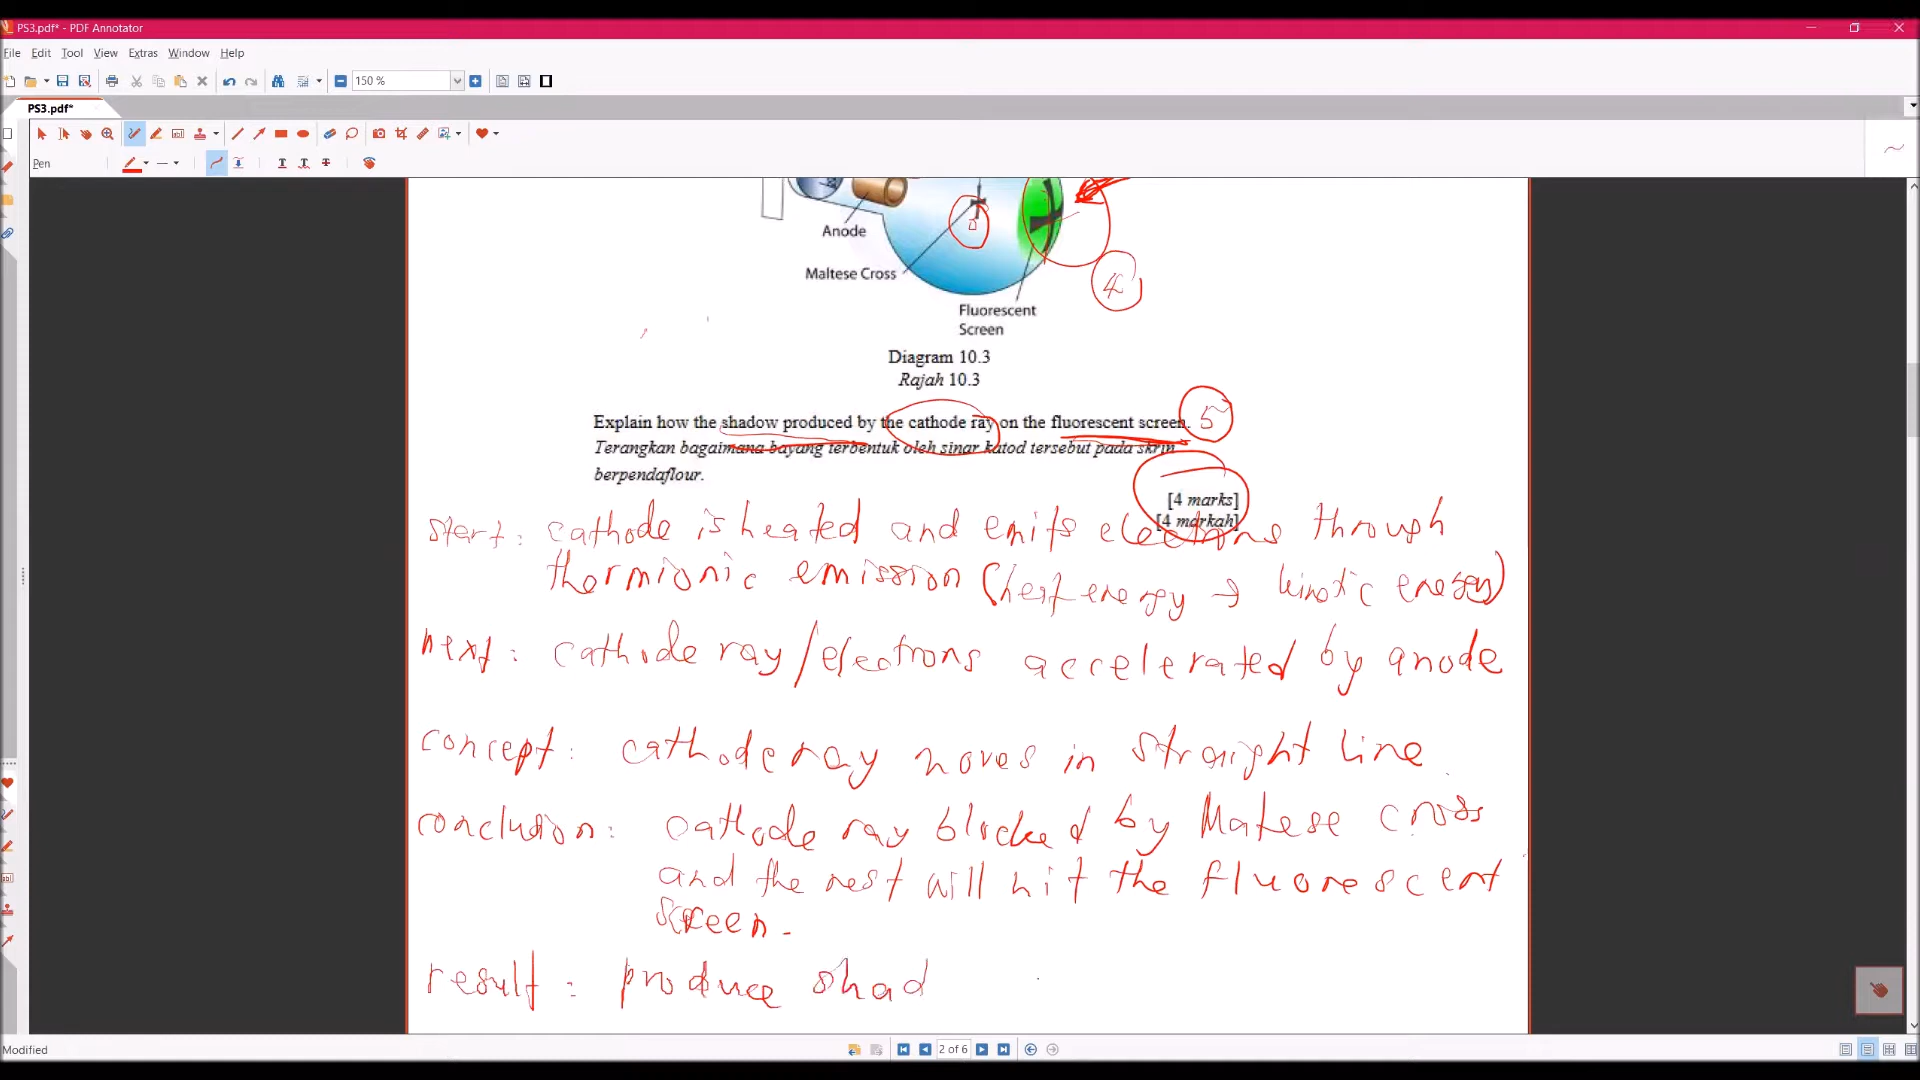 PS3.pdf* - PDF Annotator
File Edit Tool View Extras Window Help
150 %
PS3.pdf*
Pen
Anode
Maltese Cross
Fluorescent
Screen
4
Diagram 10.3
Rajah 10.3
Explain how the shadow produced by the cathode ray on the fluorescent screen.
5
Terangkan bagaimana bayang terbentuk oleh sinar katod tersebut pada skrin
berpendaflour.
[4 marks]
[4 markah]
start: cathode is heated and emits electrons through
thermionic emission (heat energy → kinetic energy)
next: cathode ray/electrons accelerated by anode
concept: cathode ray moves in straight line
conclusion: cathode ray blocked by Maltese cross
and the rest will hit the fluorescent
screen.
result: produce shad
Modified
2 of 6